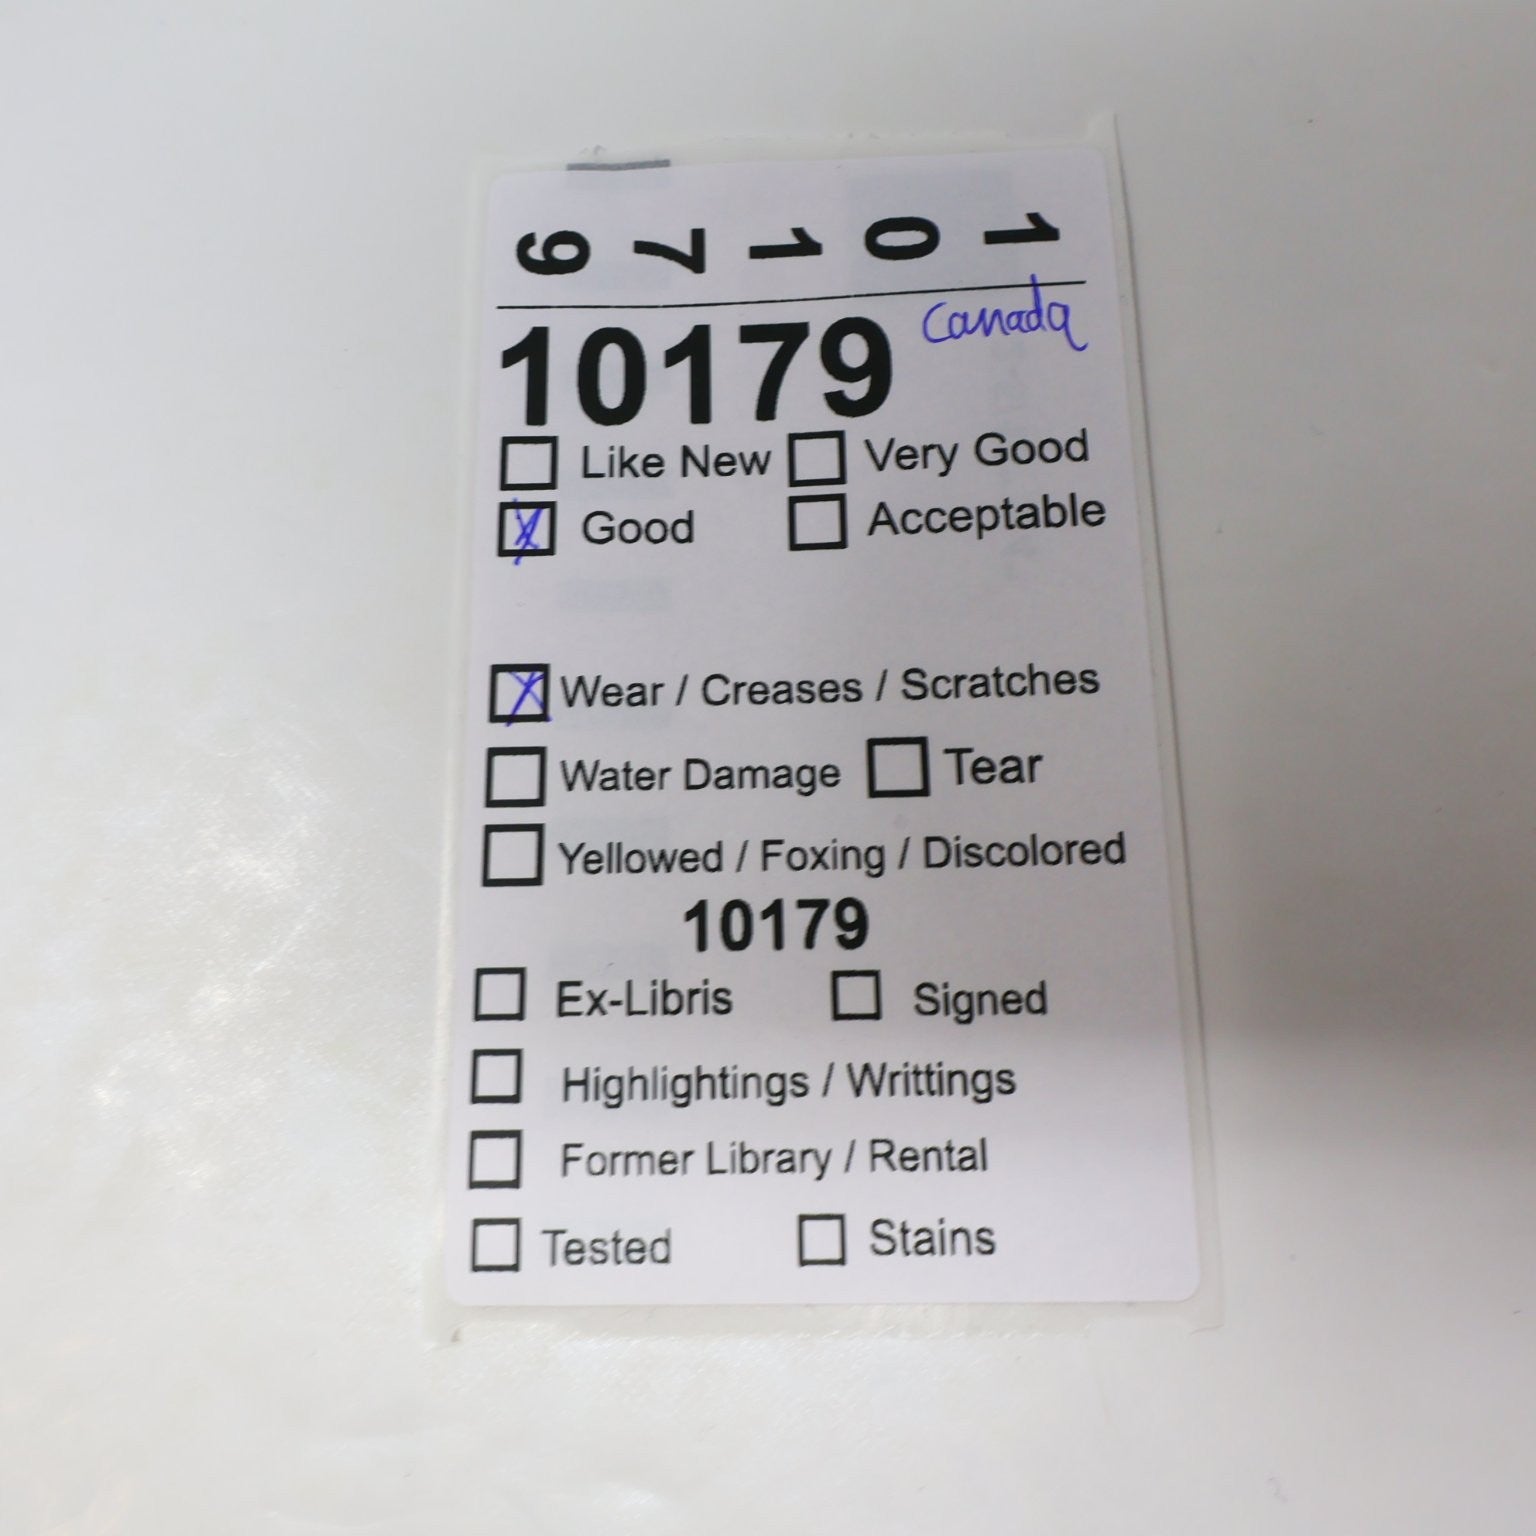 10179
10179 Canada
Like New Very Good
Good Acceptable
Wear / Creases / Scratches
Water Damage Tear
Yellowed / Foxing / Discolored
10179
Ex-Libris Signed
Highlightings / Writtings
Former Library / Rental
Tested Stains